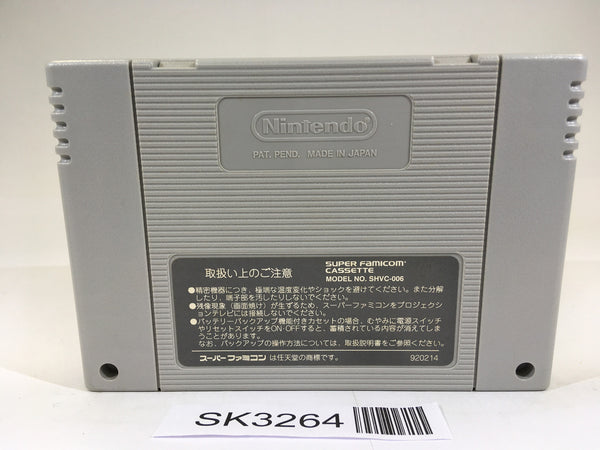 Nintendo
PAT. PEND. MADE IN JAPAN
取扱い上のご注意
SUPER FAMICOM
CASSETTE
MODEL NO. SHVC-006
●精密機器につき、極端な温度変化やショックを避けてください。また分解
したり、端子部を汚したりしないでください。
●残像現象（画面焼け）が生ずるため、スーパーファミコンをプロジェクショ
ンテレビには接続しないでください。
●バッテリーバックアップ機能付きカセットの場合、むやみに電源スイッチ
やリセットスイッチをON-OFFすると、蓄積されている内容が消えてしま
うことがあります。
なお、バックアップの操作方法については、取扱説明書をご参照ください。
スーパーファミコンは任天堂の商標です。
920214
SK3264